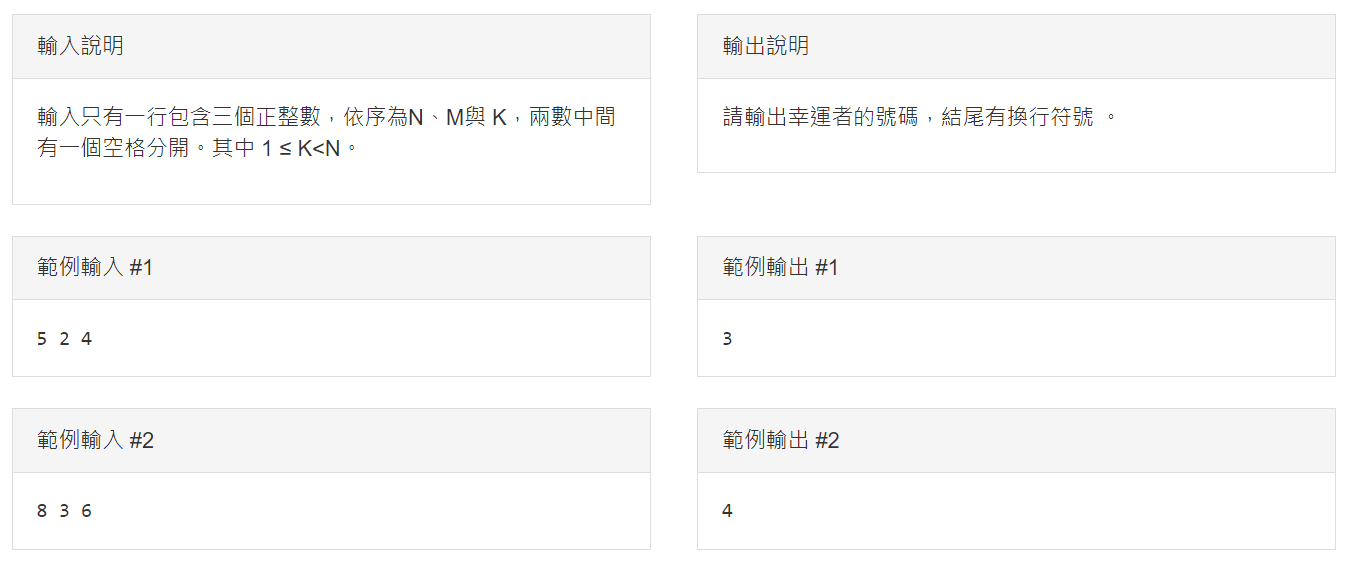 輸入說明
輸入只有一行包含三個正整數，依序為N、M與 K，兩數中間
有一個空格分開。其中 1 ≤ K<N。
輸出說明
請輸出幸運者的號碼，結尾有換行符號 。
範例輸入 #1
5 2 4
範例輸出 #1
3
範例輸入 #2
8 3 6
範例輸出 #2
4